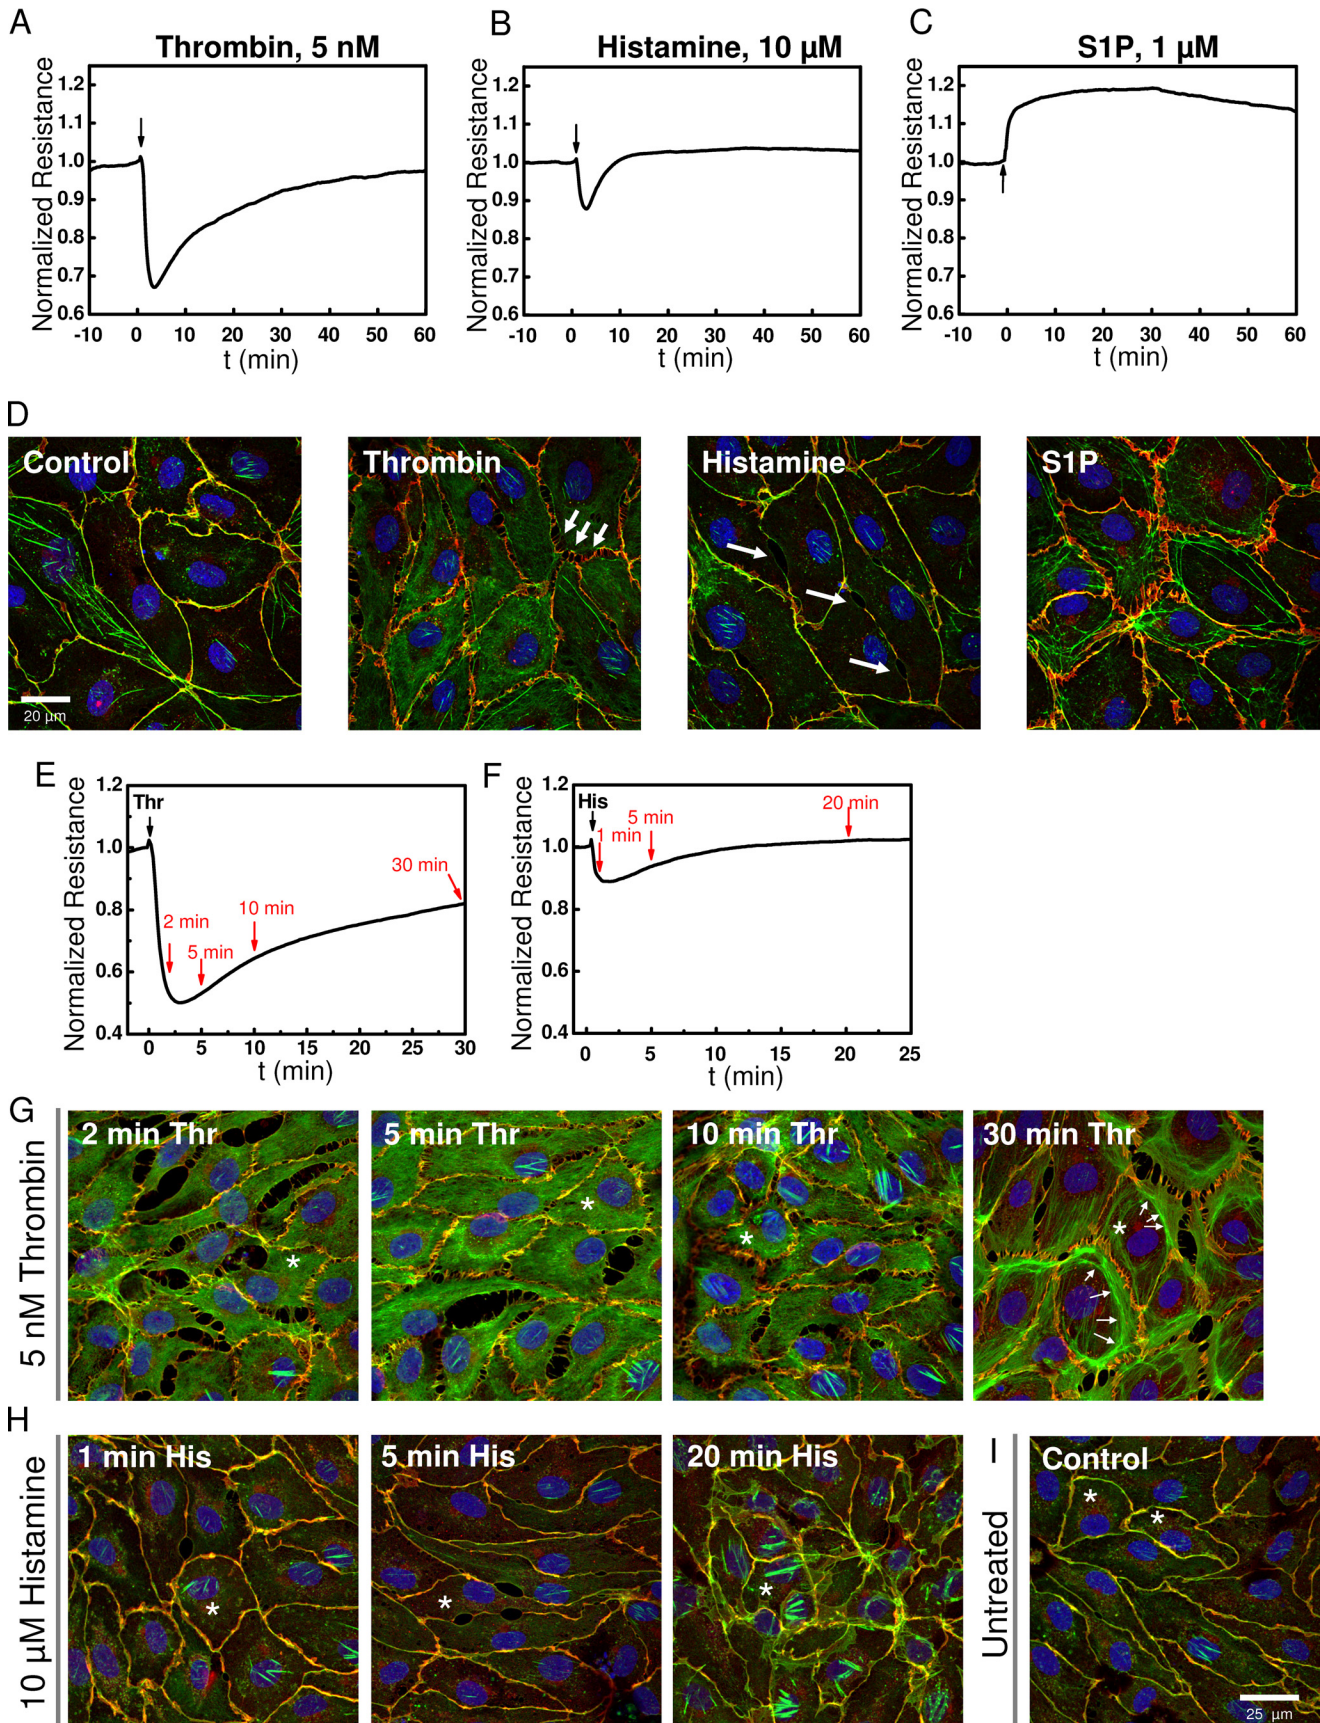 A
Thrombin, 5 nM
Normalized Resistance
1.2
1.1
1.0
0.9
0.8
0.7
0.6
-10 0 10 20 30 40 50 60
t (min)
B
Histamine, 10 µM
Normalized Resistance
1.2
1.1
1.0
0.9
0.8
0.7
0.6
-10 0 10 20 30 40 50 60
t (min)
C
S1P, 1 µM
Normalized Resistance
1.2
1.1
1.0
0.9
0.8
0.7
0.6
-10 0 10 20 30 40 50 60
t (min)
D
Control
20 µm
Thrombin
Histamine
S1P
E
Normalized Resistance
1.2
1.0
0.8
0.6
0.4
Thr
2 min
5 min
10 min
30 min
0 5 10 15 20 25 30
t (min)
F
Normalized Resistance
1.2
1.0
0.8
0.6
0.4
His
1 min
5 min
20 min
0 5 10 15 20 25
t (min)
G
5 nM Thrombin
2 min Thr
*
5 min Thr
*
10 min Thr
*
30 min Thr
*
H
10 µM Histamine
1 min His
*
5 min His
*
20 min His
*
I
Untreated
Control
*
*
25 µm